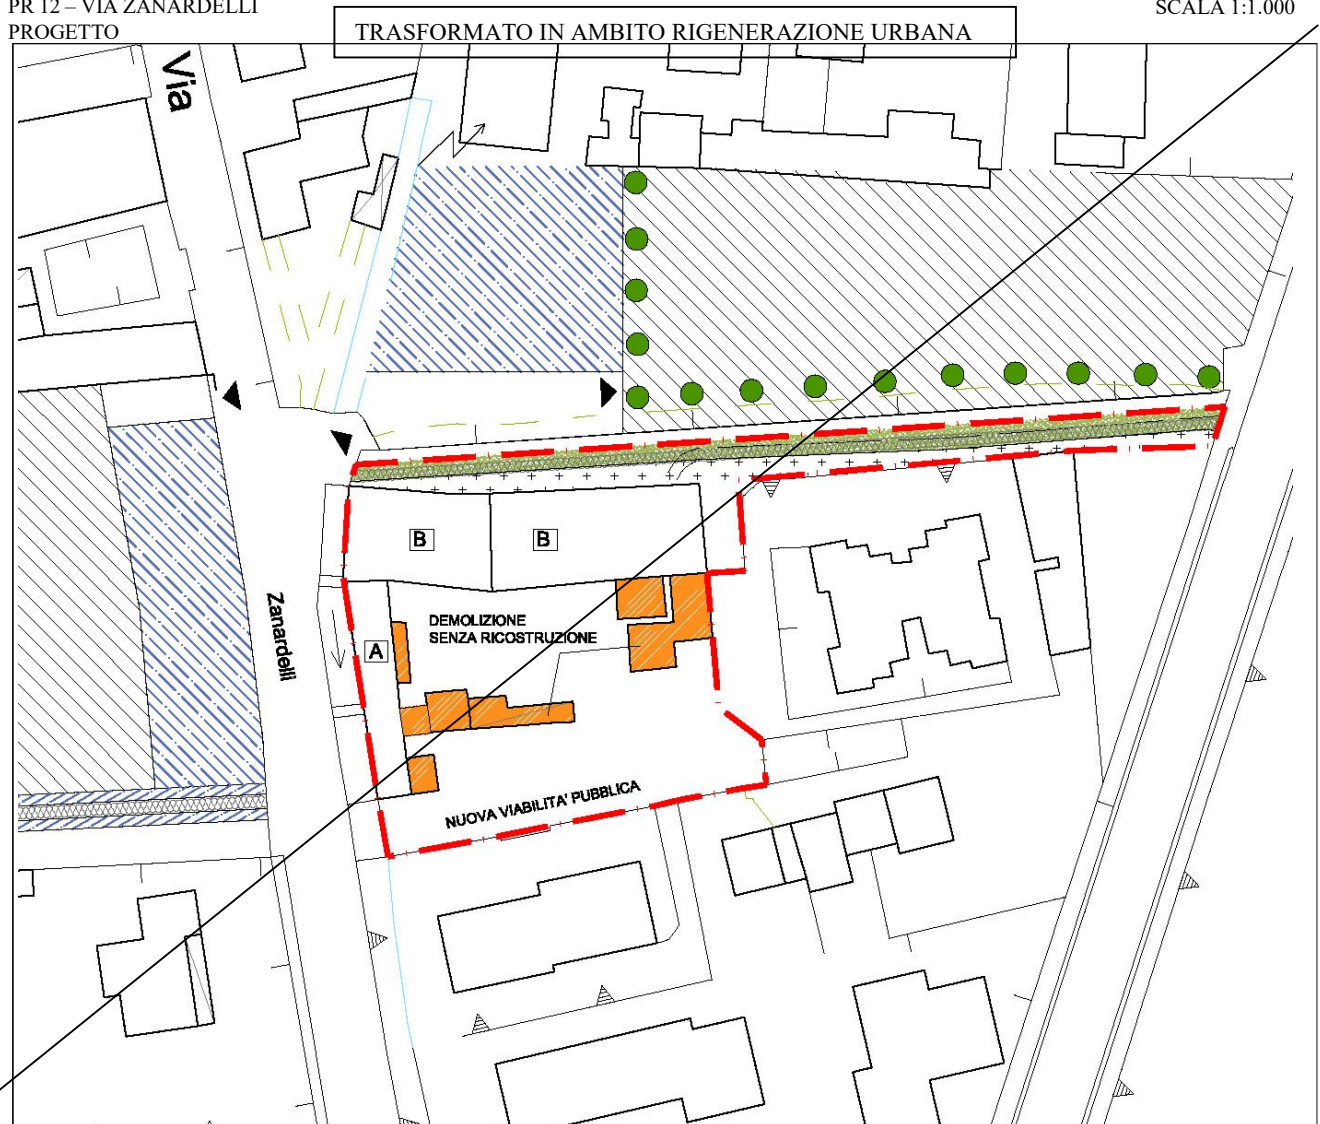 PR 12 – VIA ZANARDELLI
PROGETTO
TRASFORMATO IN AMBITO RIGENERAZIONE URBANA
SCALA 1:1.000
Via
Zanardelli
B
B
DEMOLIZIONE
SENZA RICOSTRUZIONE
A
NUOVA VIABILITA' PUBBLICA